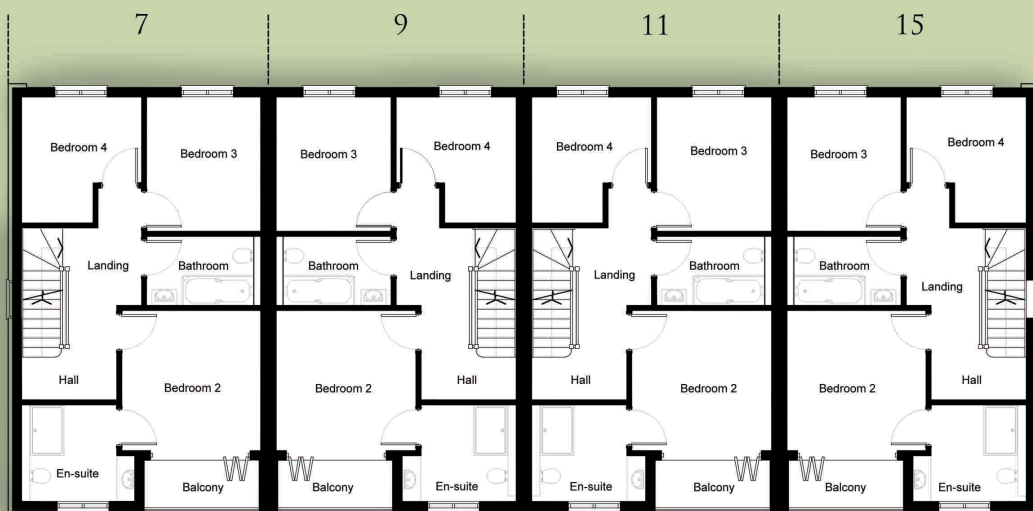 7 9 11 15
Bedroom 4 Bedroom 3 Bedroom 3 Bedroom 4 Bedroom 4 Bedroom 3 Bedroom 3 Bedroom 4
Landing Bathroom Bathroom Landing Landing Bathroom Bathroom Landing
Hall Bedroom 2 Bedroom 2 Hall Hall Bedroom 2 Bedroom 2 Hall
En-suite Balcony Balcony En-suite En-suite Balcony Balcony En-suite